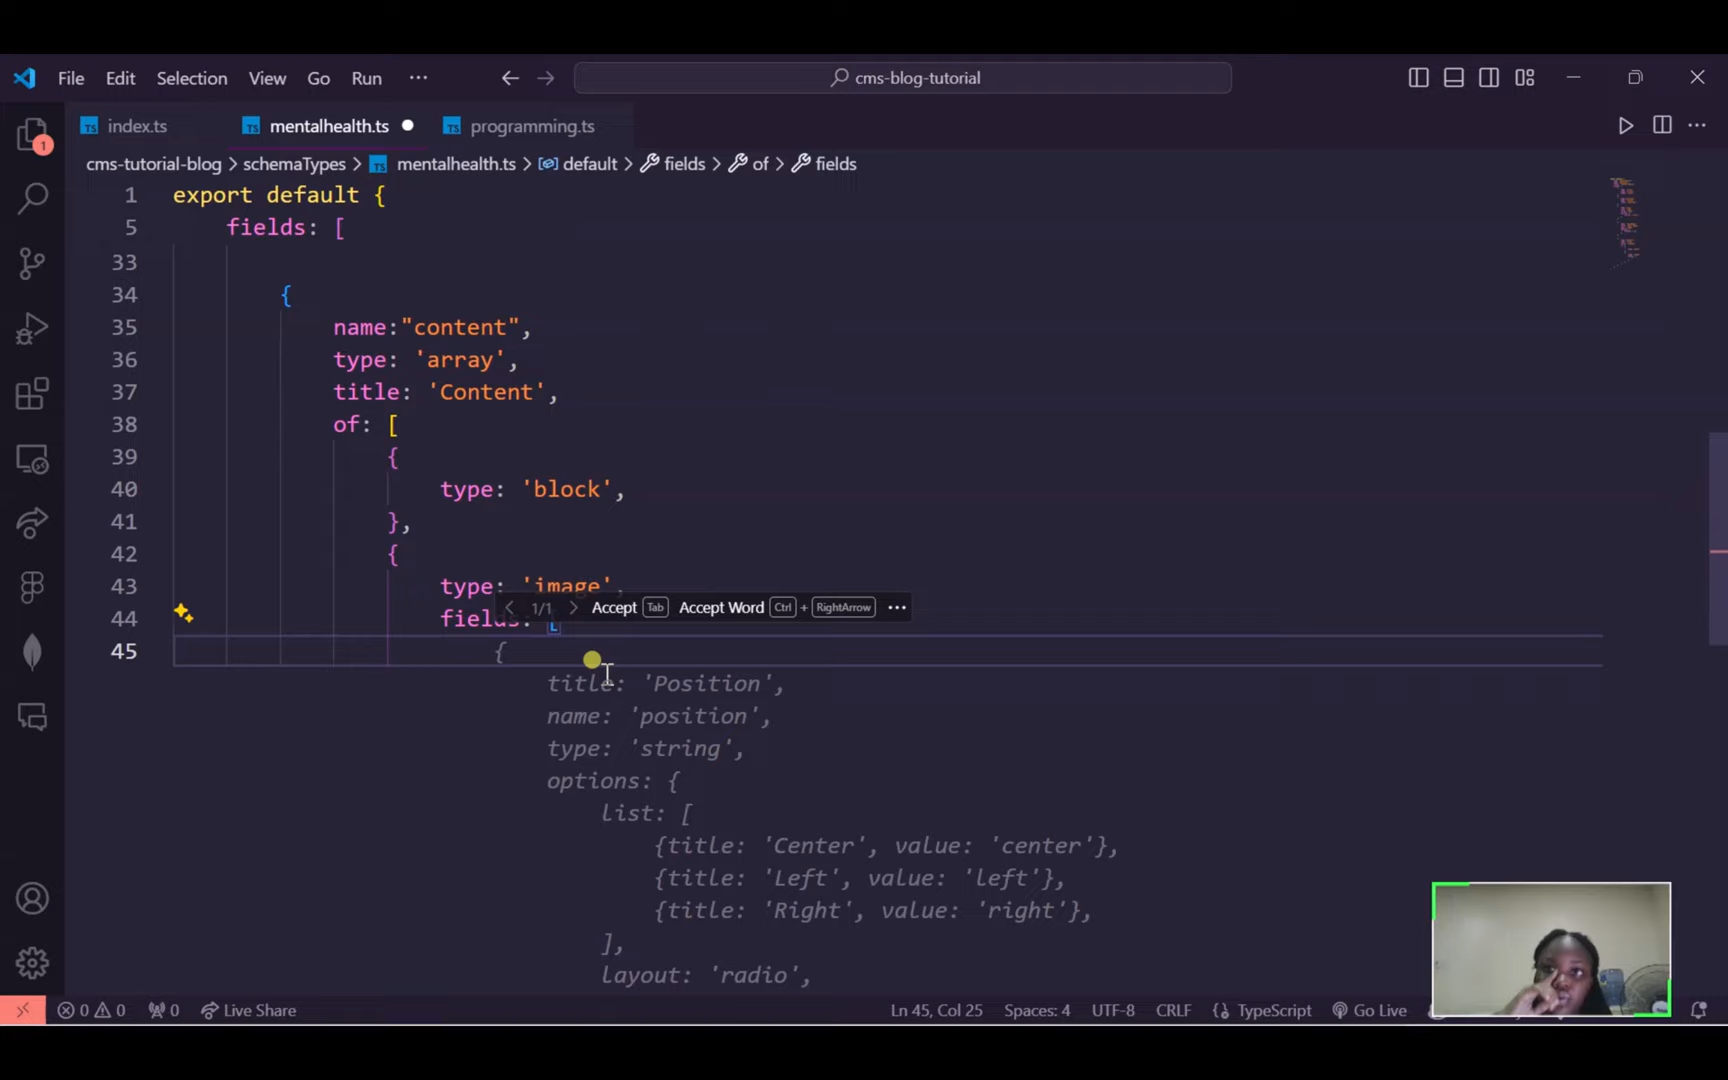 File Edit Selection View Go Run ··· cms-blog-tutorial
index.ts mentalhealth.ts programming.ts
cms-tutorial-blog > schemaTypes > mentalhealth.ts > default > fields > of > fields
1 export default {
5 fields: [
33
34 {
35 name:"content",
36 type: 'array',
37 title: 'Content',
38 of: [
39 {
40 type: 'block',
41 },
42 {
43 type: 'image',
< 1/1 > Accept Tab Accept Word Ctrl + RightArrow ···
44 fields: [
45 {
title: 'Position',
name: 'position',
type: 'string',
options: {
list: [
{title: 'Center', value: 'center'},
{title: 'Left', value: 'left'},
{title: 'Right', value: 'right'},
],
layout: 'radio',
0 0 0 Live Share Ln 45, Col 25 Spaces: 4 UTF-8 CRLF {} TypeScript Go Live
1